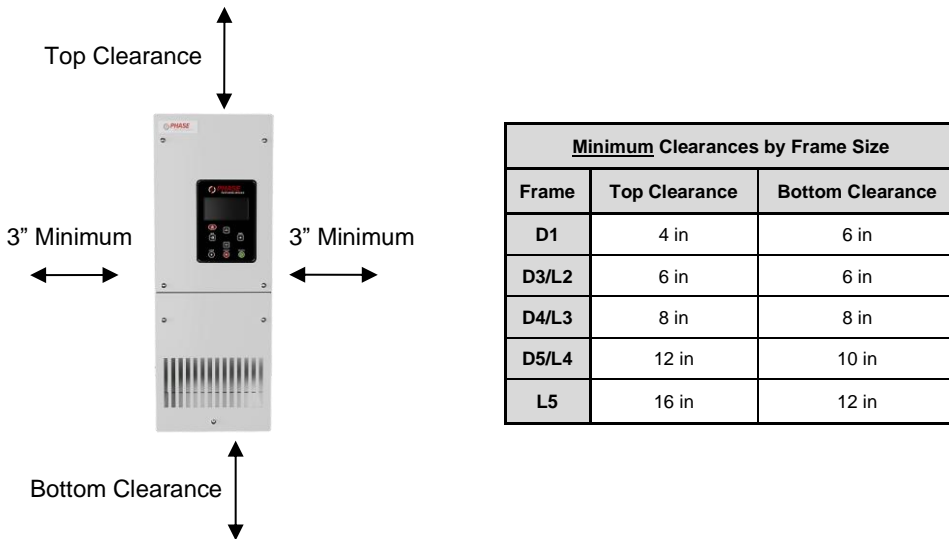 Top Clearance
PHASE
PHASE
3” Minimum
3” Minimum
Bottom Clearance
Minimum Clearances by Frame Size
Frame Top Clearance Bottom Clearance
D1 4 in 6 in
D3/L2 6 in 6 in
D4/L3 8 in 8 in
D5/L4 12 in 10 in
L5 16 in 12 in